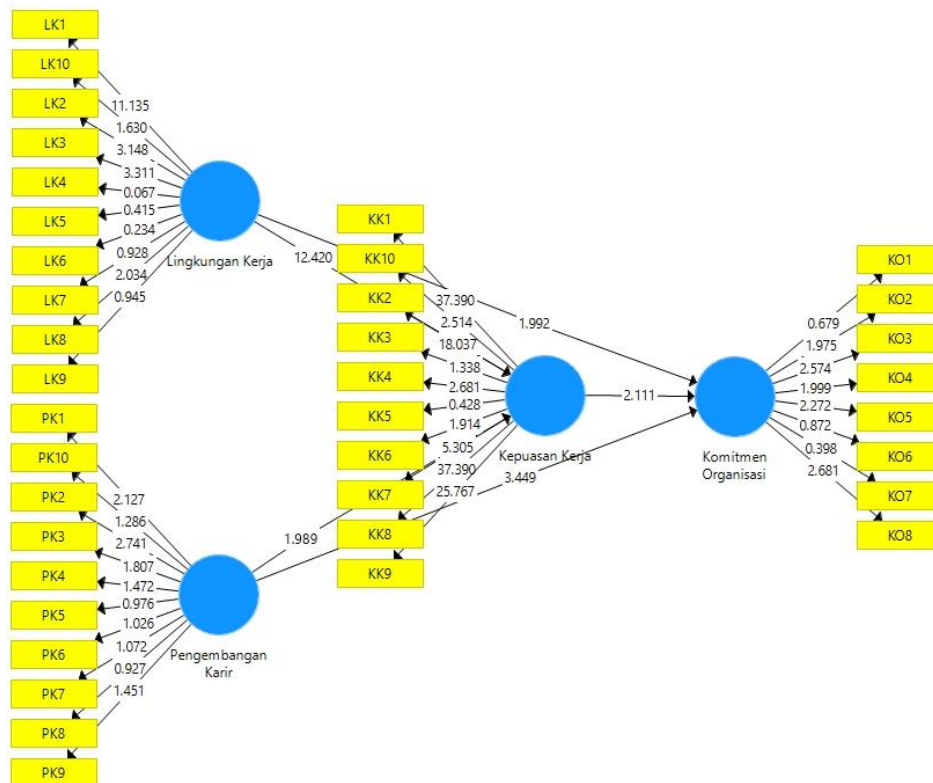 LK1
LK10
LK2
LK3
LK4
LK5
LK6
LK7
LK8
LK9
11.135
1.630
3.148
3.311
0.067
0.415
0.234
0.928
2.034
0.945
Lingkungan Kerja
PK1
PK10
PK2
PK3
PK4
PK5
PK6
PK7
PK8
PK9
2.127
1.286
2.741
1.807
1.472
0.976
1.026
1.072
0.927
1.451
Pengembangan
Karir
12.420
1.992
1.989
3.449
KK1
KK10
KK2
KK3
KK4
KK5
KK6
KK7
KK8
KK9
37.390
2.514
18.037
1.338
2.681
0.428
1.914
5.305
37.390
25.767
Kepuasan Kerja
2.111
Komitmen
Organisasi
0.679
1.975
2.574
1.999
2.272
0.872
0.398
2.681
KO1
KO2
KO3
KO4
KO5
KO6
KO7
KO8